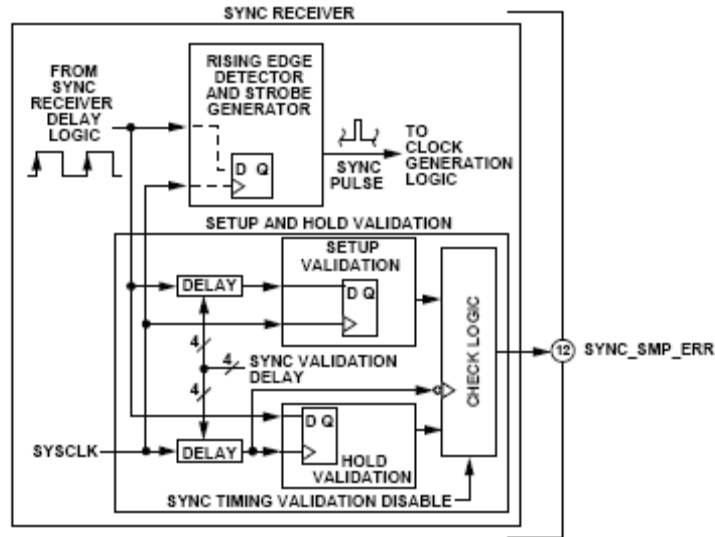 SYNC RECEIVER
FROM
SYNC
RECEIVER
DELAY
LOGIC
RISING EDGE
DETECTOR
AND STROBE
GENERATOR
D Q
SYNC
PULSE
TO
CLOCK
GENERATION
LOGIC
SETUP AND HOLD VALIDATION
SETUP
VALIDATION
DELAY
D Q
4
4
SYNC VALIDATION
DELAY
4
CHECK LOGIC
12
SYNC_SMP_ERR
D Q
SYSCLK
DELAY
HOLD
VALIDATION
SYNC TIMING VALIDATION DISABLE